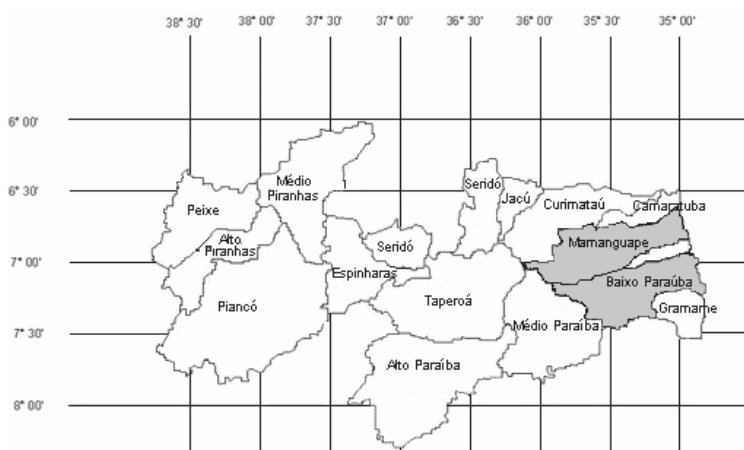 38° 30' 38° 00' 37° 30' 37° 00' 36° 30' 36° 00' 35° 30' 35° 00'
6° 00'
Médio
Piranhas
Seridó
6° 30'
Jacú
Curimataú
Camaratuba
Peixe
Alto
Piranhas
Seridó
Mamanguape
7° 00'
Espinharas
Baixo Paraúba
Piancó
Taperoá
Gramame
Médio Paraíba
7° 30'
Alto Paraíba
8° 00'